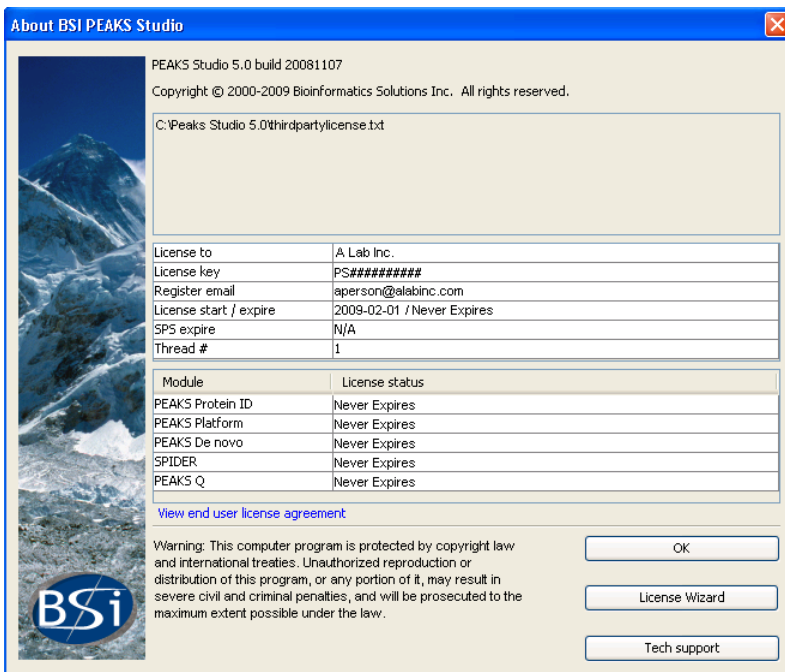 About BSI PEAKS Studio
PEAKS Studio 5.0 build 20081107
Copyright © 2000-2009 Bioinformatics Solutions Inc. All rights reserved.
C:\Peaks Studio 5.0\thirdpartylicense.txt
License to A Lab Inc.
License key PS##########
Register email aperson@alabinc.com
License start / expire 2009-02-01 / Never Expires
SPS expire N/A
Thread # 1
Module License status
PEAKS Protein ID Never Expires
PEAKS Platform Never Expires
PEAKS De novo Never Expires
SPIDER Never Expires
PEAKS Q Never Expires
View end user license agreement
Warning: This computer program is protected by copyright law
and international treaties. Unauthorized reproduction or
distribution of this program, or any portion of it, may result in
severe civil and criminal penalties, and will be prosecuted to the
maximum extent possible under the law.
OK
License Wizard
Tech support
BSi